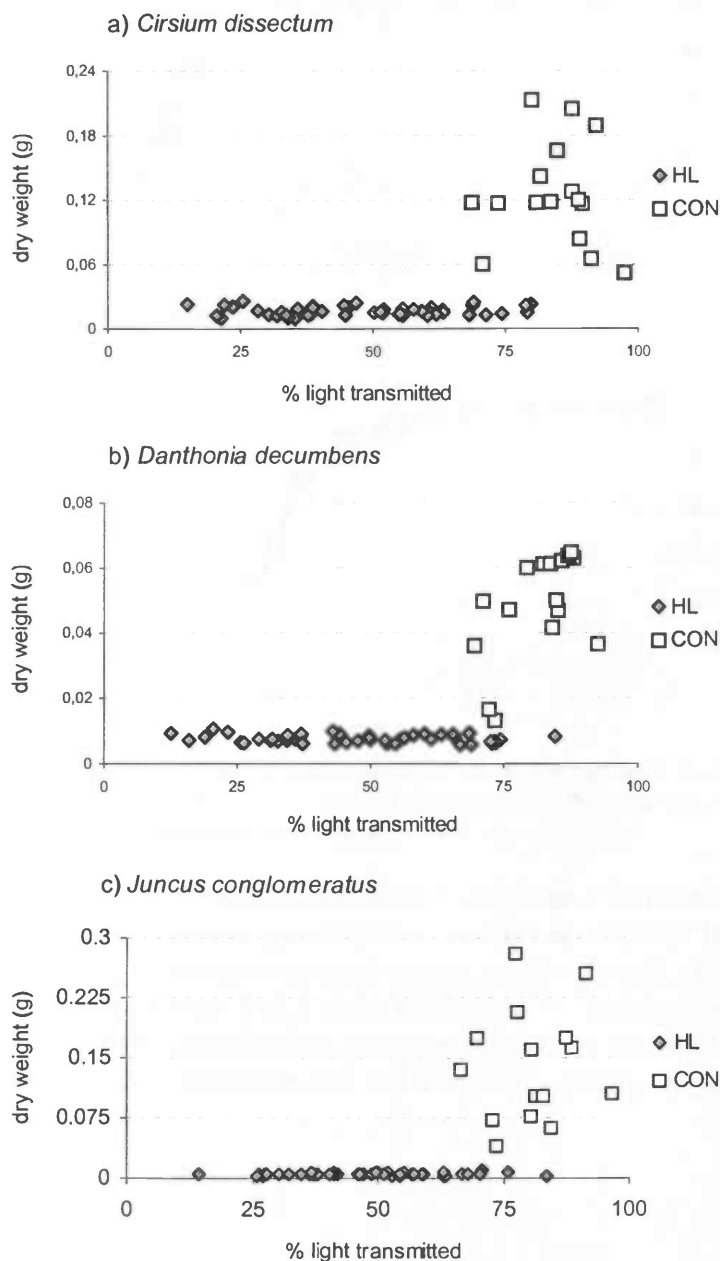 a) Cirsium dissectum
0,24
0,18
0,12
0,06
0
dry weight (g)
0 25 50 75 100
% light transmitted
HL
CON
b) Danthonia decumbens
0,08
0,06
0,04
0,02
0
dry weight (g)
0 25 50 75 100
% light transmitted
HL
CON
c) Juncus conglomeratus
0.3
0.225
0.15
0.075
0
dry weight (g)
0 25 50 75 100
% light transmitted
HL
CON